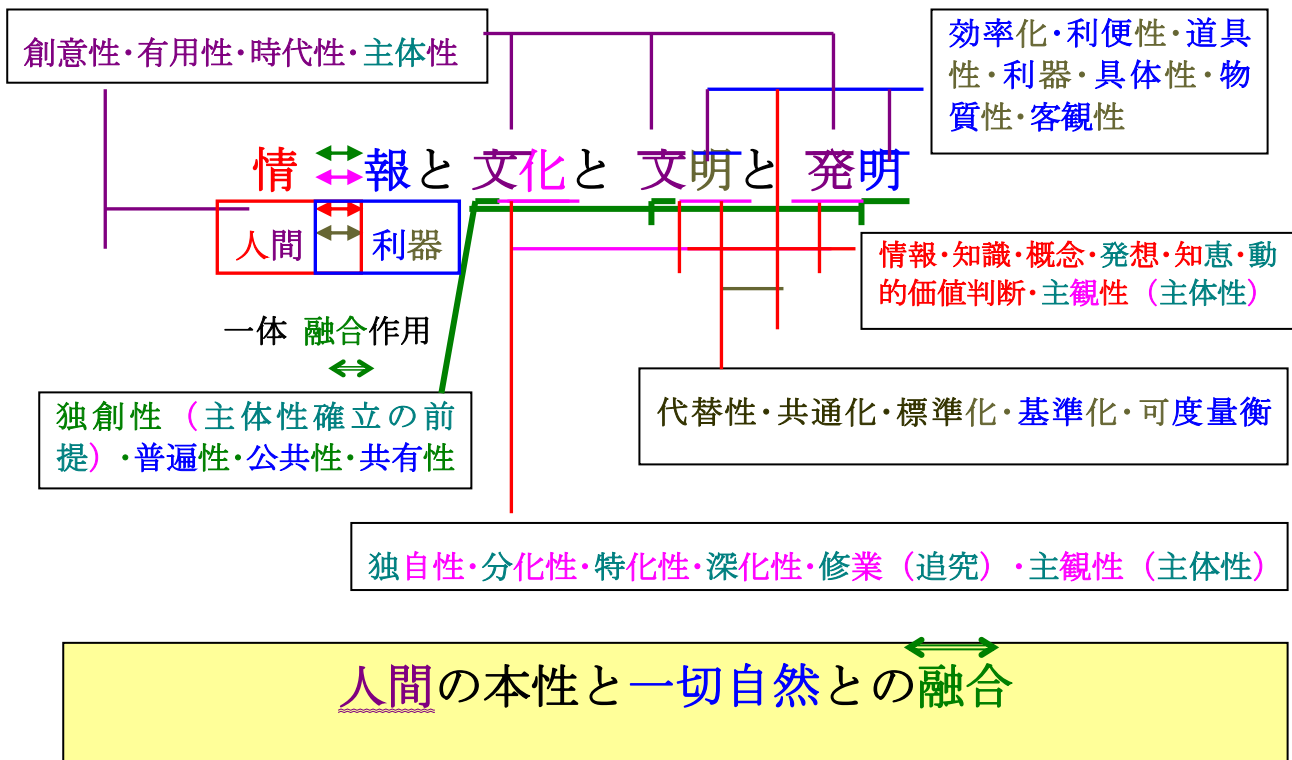 創意性・有用性・時代性・主体性
効率化・利便性・道具
性・利器・具体性・物
質性・客観性
情 報と 文化と 文明と 発明
人間 利器
情報・知識・概念・発想・知恵・動
的価値判断・主観性（主体性）
一体 融合作用
独創性（主体性確立の前
提）・普遍性・公共性・共有性
代替性・共通化・標準化・基準化・可度量衡
独自性・分化性・特化性・深化性・修業（追究）・主観性（主体性）
人間の本性と一切自然との融合